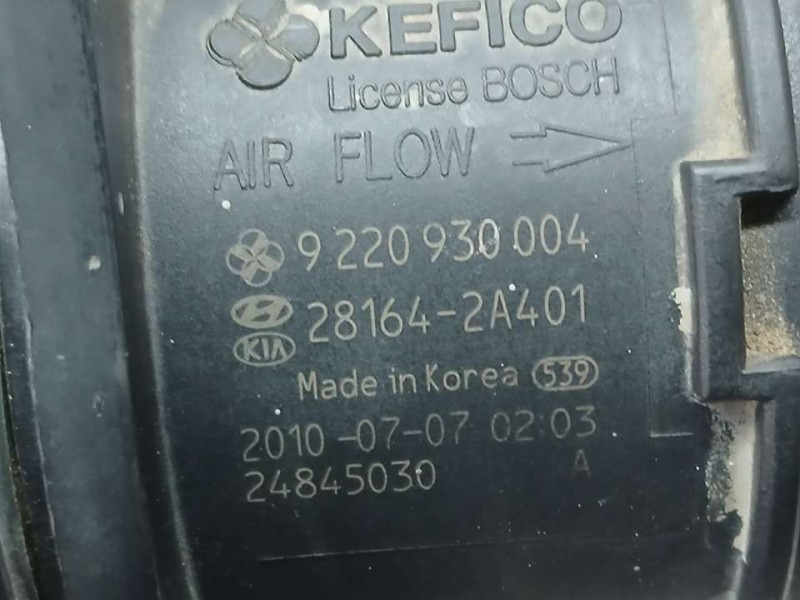 KEFICO
License BOSCH
AIR FLOW
9 220 930 004
28164-2A401
KIA
Made in Korea 539
2010-07-07 02:03
A
24845030